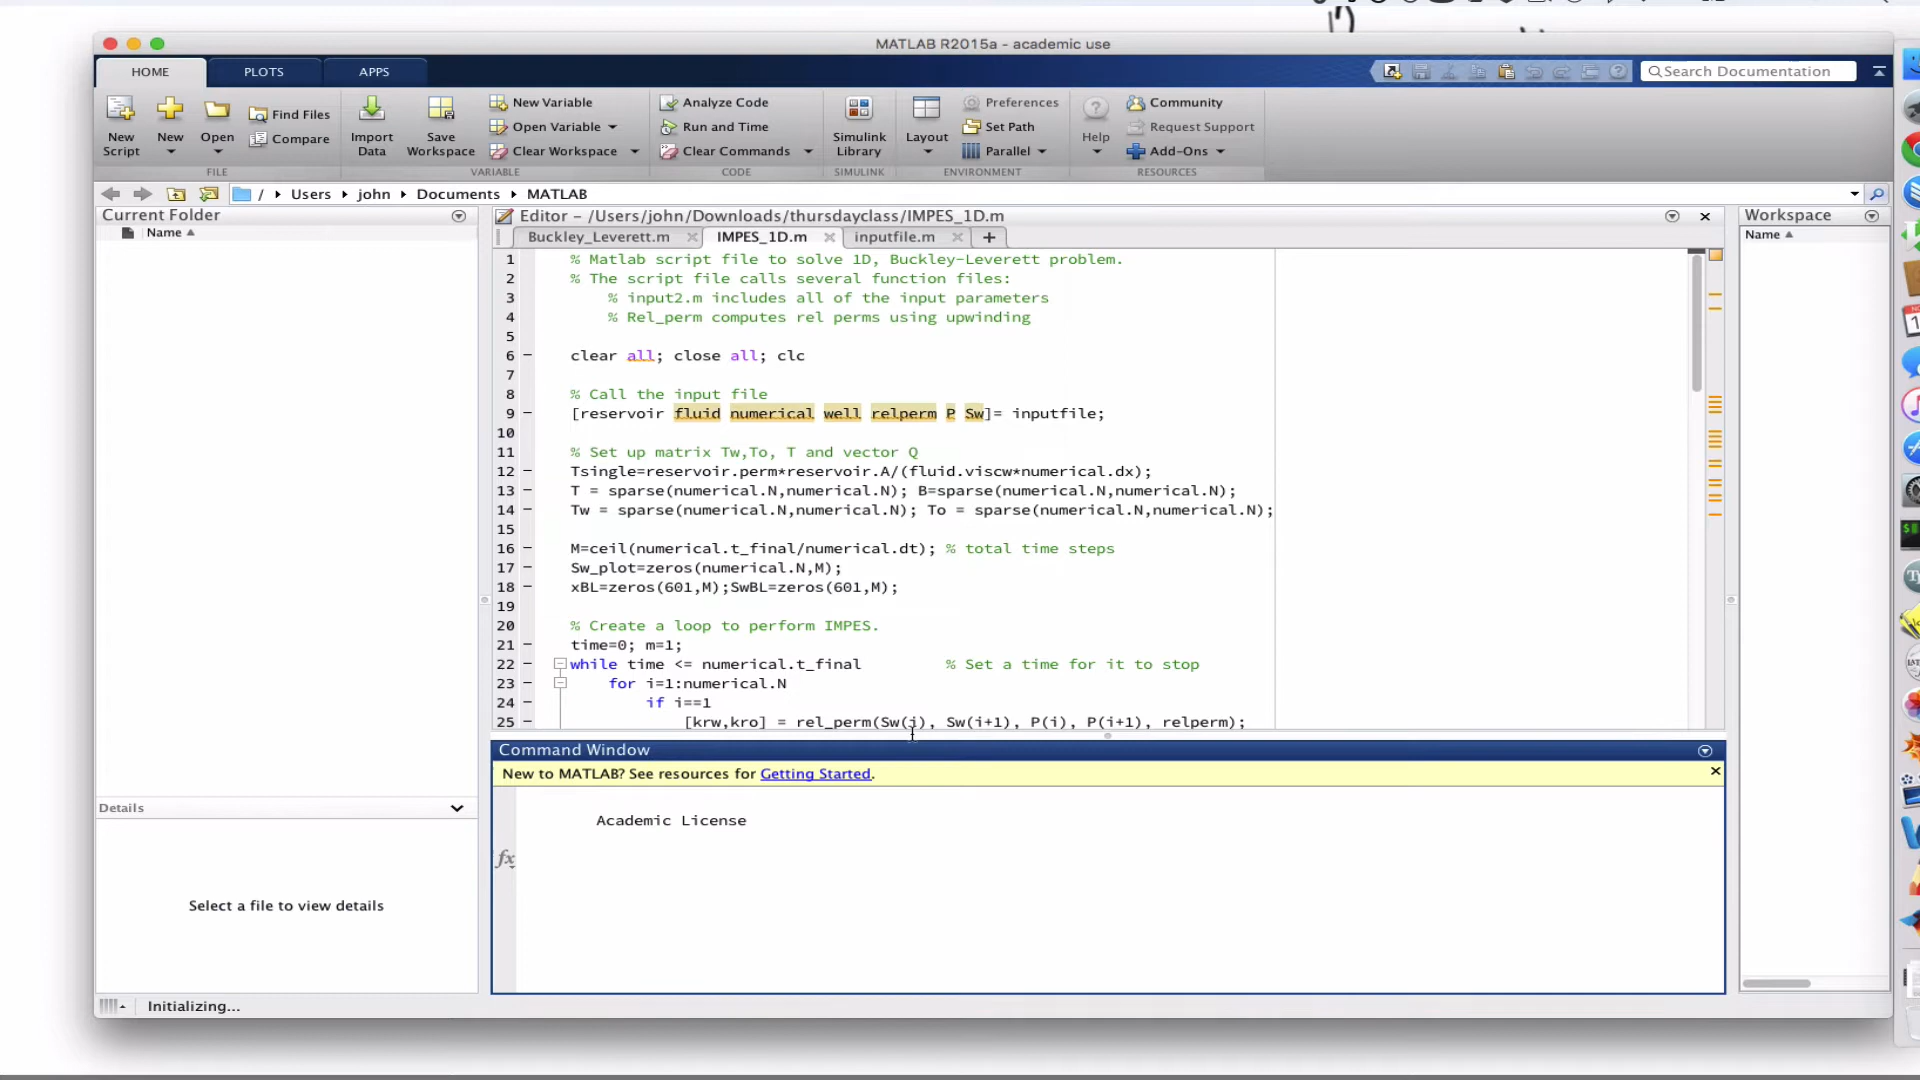 MATLAB R2015a - academic use
HOME
PLOTS
APPS
Search Documentation
New Script
New
Open
Find Files
Compare
FILE
Import Data
Save Workspace
New Variable
Open Variable
Clear Workspace
VARIABLE
Analyze Code
Run and Time
Clear Commands
CODE
Simulink Library
SIMULINK
Layout
Preferences
Set Path
Parallel
ENVIRONMENT
Help
Community
Request Support
Add-Ons
RESOURCES
/ Users john Documents MATLAB
Current Folder
Name
Details
Select a file to view details
Editor - /Users/john/Downloads/thursdayclass/IMPES_1D.m
Buckley_Leverett.m
IMPES_1D.m
inputfile.m
1 % Matlab script file to solve 1D, Buckley-Leverett problem.
2 % The script file calls several function files:
3 % input2.m includes all of the input parameters
4 % Rel_perm computes rel perms using upwinding
5
6 clear all; close all; clc
7
8 % Call the input file
9 [reservoir fluid numerical well relperm P Sw]= inputfile;
10
11 % Set up matrix Tw,To, T and vector Q
12 Tsingle=reservoir.perm*reservoir.A/(fluid.viscw*numerical.dx);
13 T = sparse(numerical.N,numerical.N); B=sparse(numerical.N,numerical.N);
14 Tw = sparse(numerical.N,numerical.N); To = sparse(numerical.N,numerical.N);
15
16 M=ceil(numerical.t_final/numerical.dt); % total time steps
17 Sw_plot=zeros(numerical.N,M);
18 xBL=zeros(601,M);SwBL=zeros(601,M);
19
20 % Create a loop to perform IMPES.
21 time=0; m=1;
22 while time <= numerical.t_final % Set a time for it to stop
23 for i=1:numerical.N
24 if i==1
25 [krw,kro] = rel_perm(Sw(i), Sw(i+1), P(i), P(i+1), relperm);
Command Window
New to MATLAB? See resources for Getting Started.
Academic License
fx
Workspace
Name
Initializing...